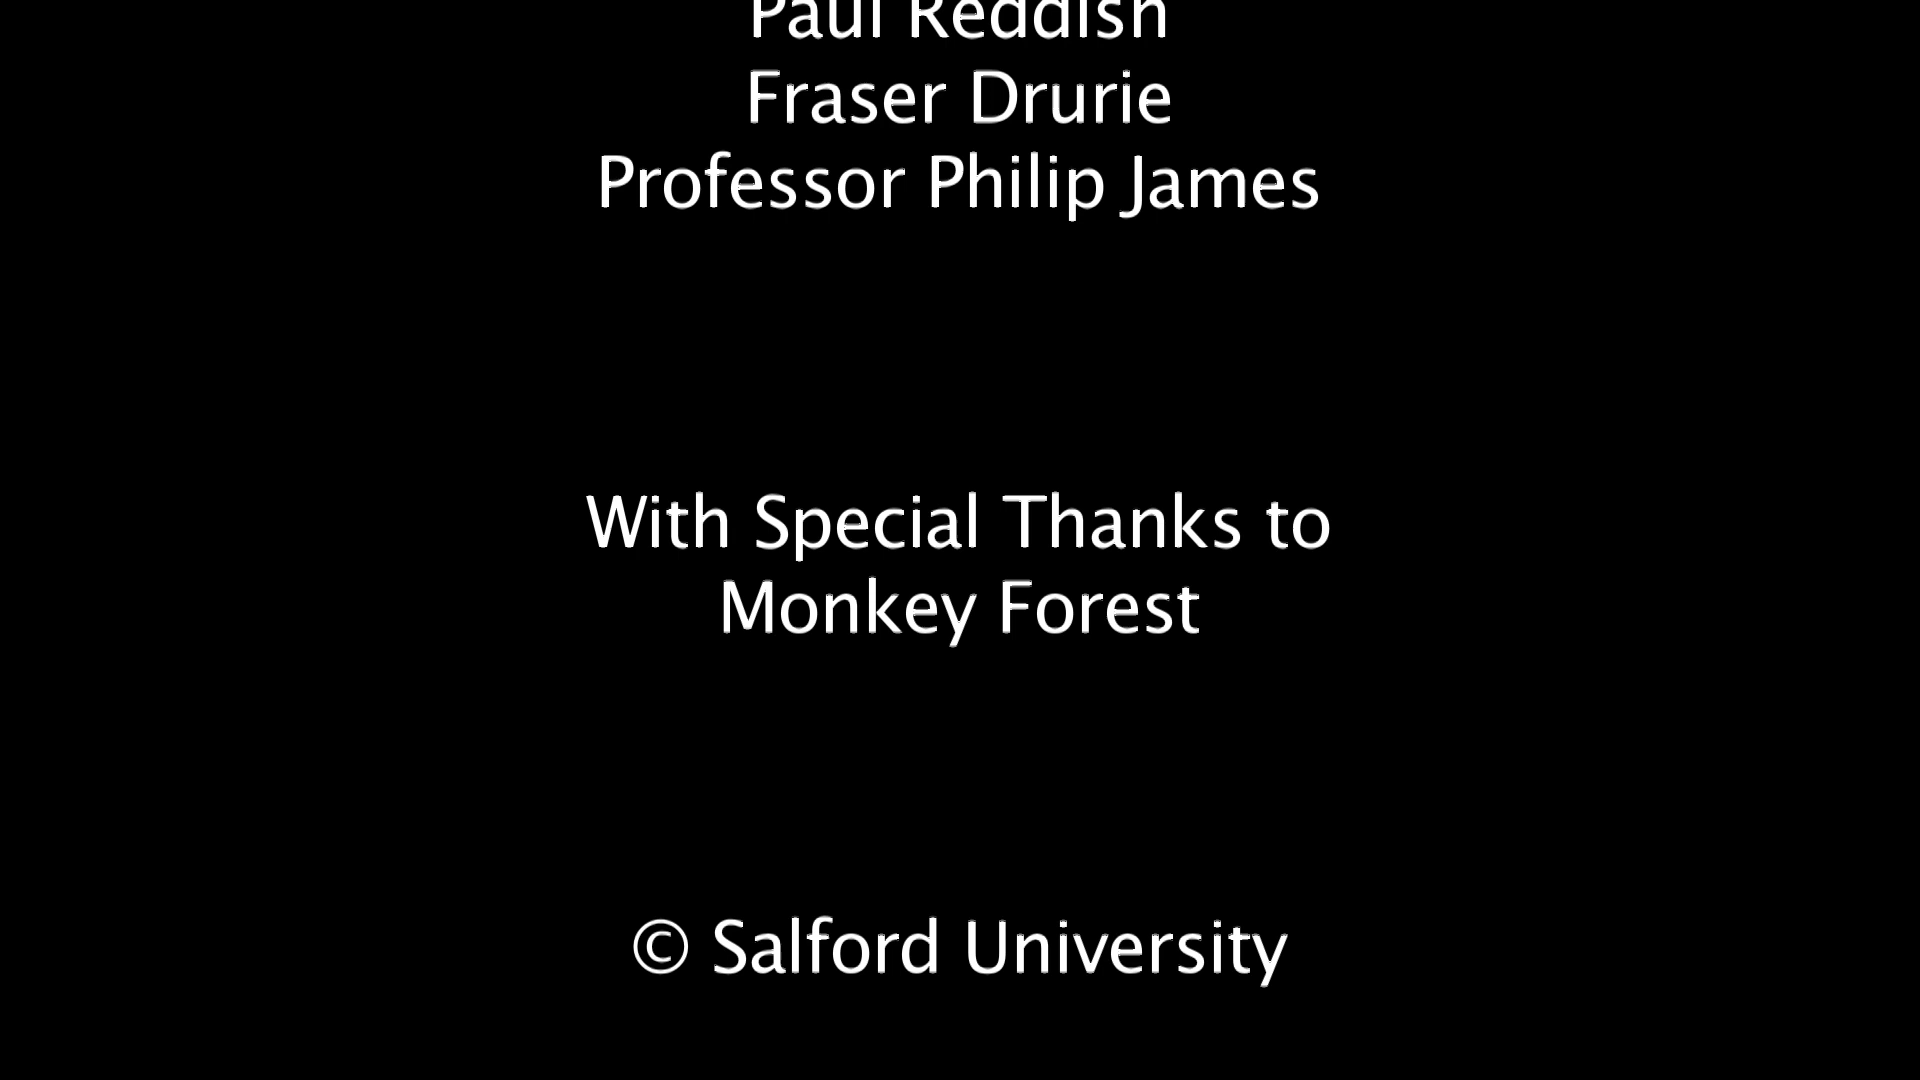 Paul Reddish
Fraser Drurie
Professor Philip James
With Special Thanks to
Monkey Forest
© Salford University